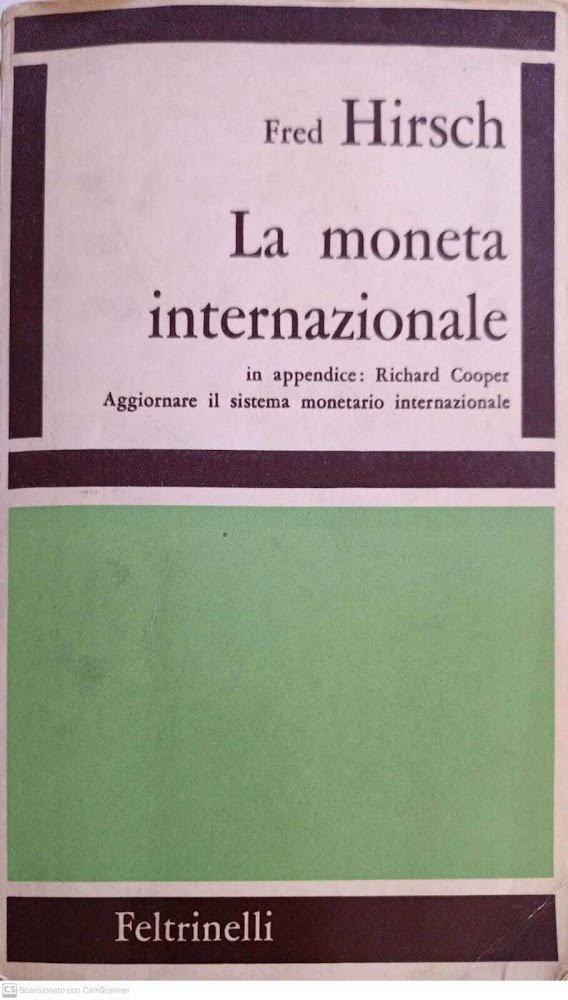 Fred Hirsch
La moneta
internazionale
in appendice: Richard Cooper
Aggiornare il sistema monetario internazionale
Feltrinelli
CS Scansionato con CamScanner